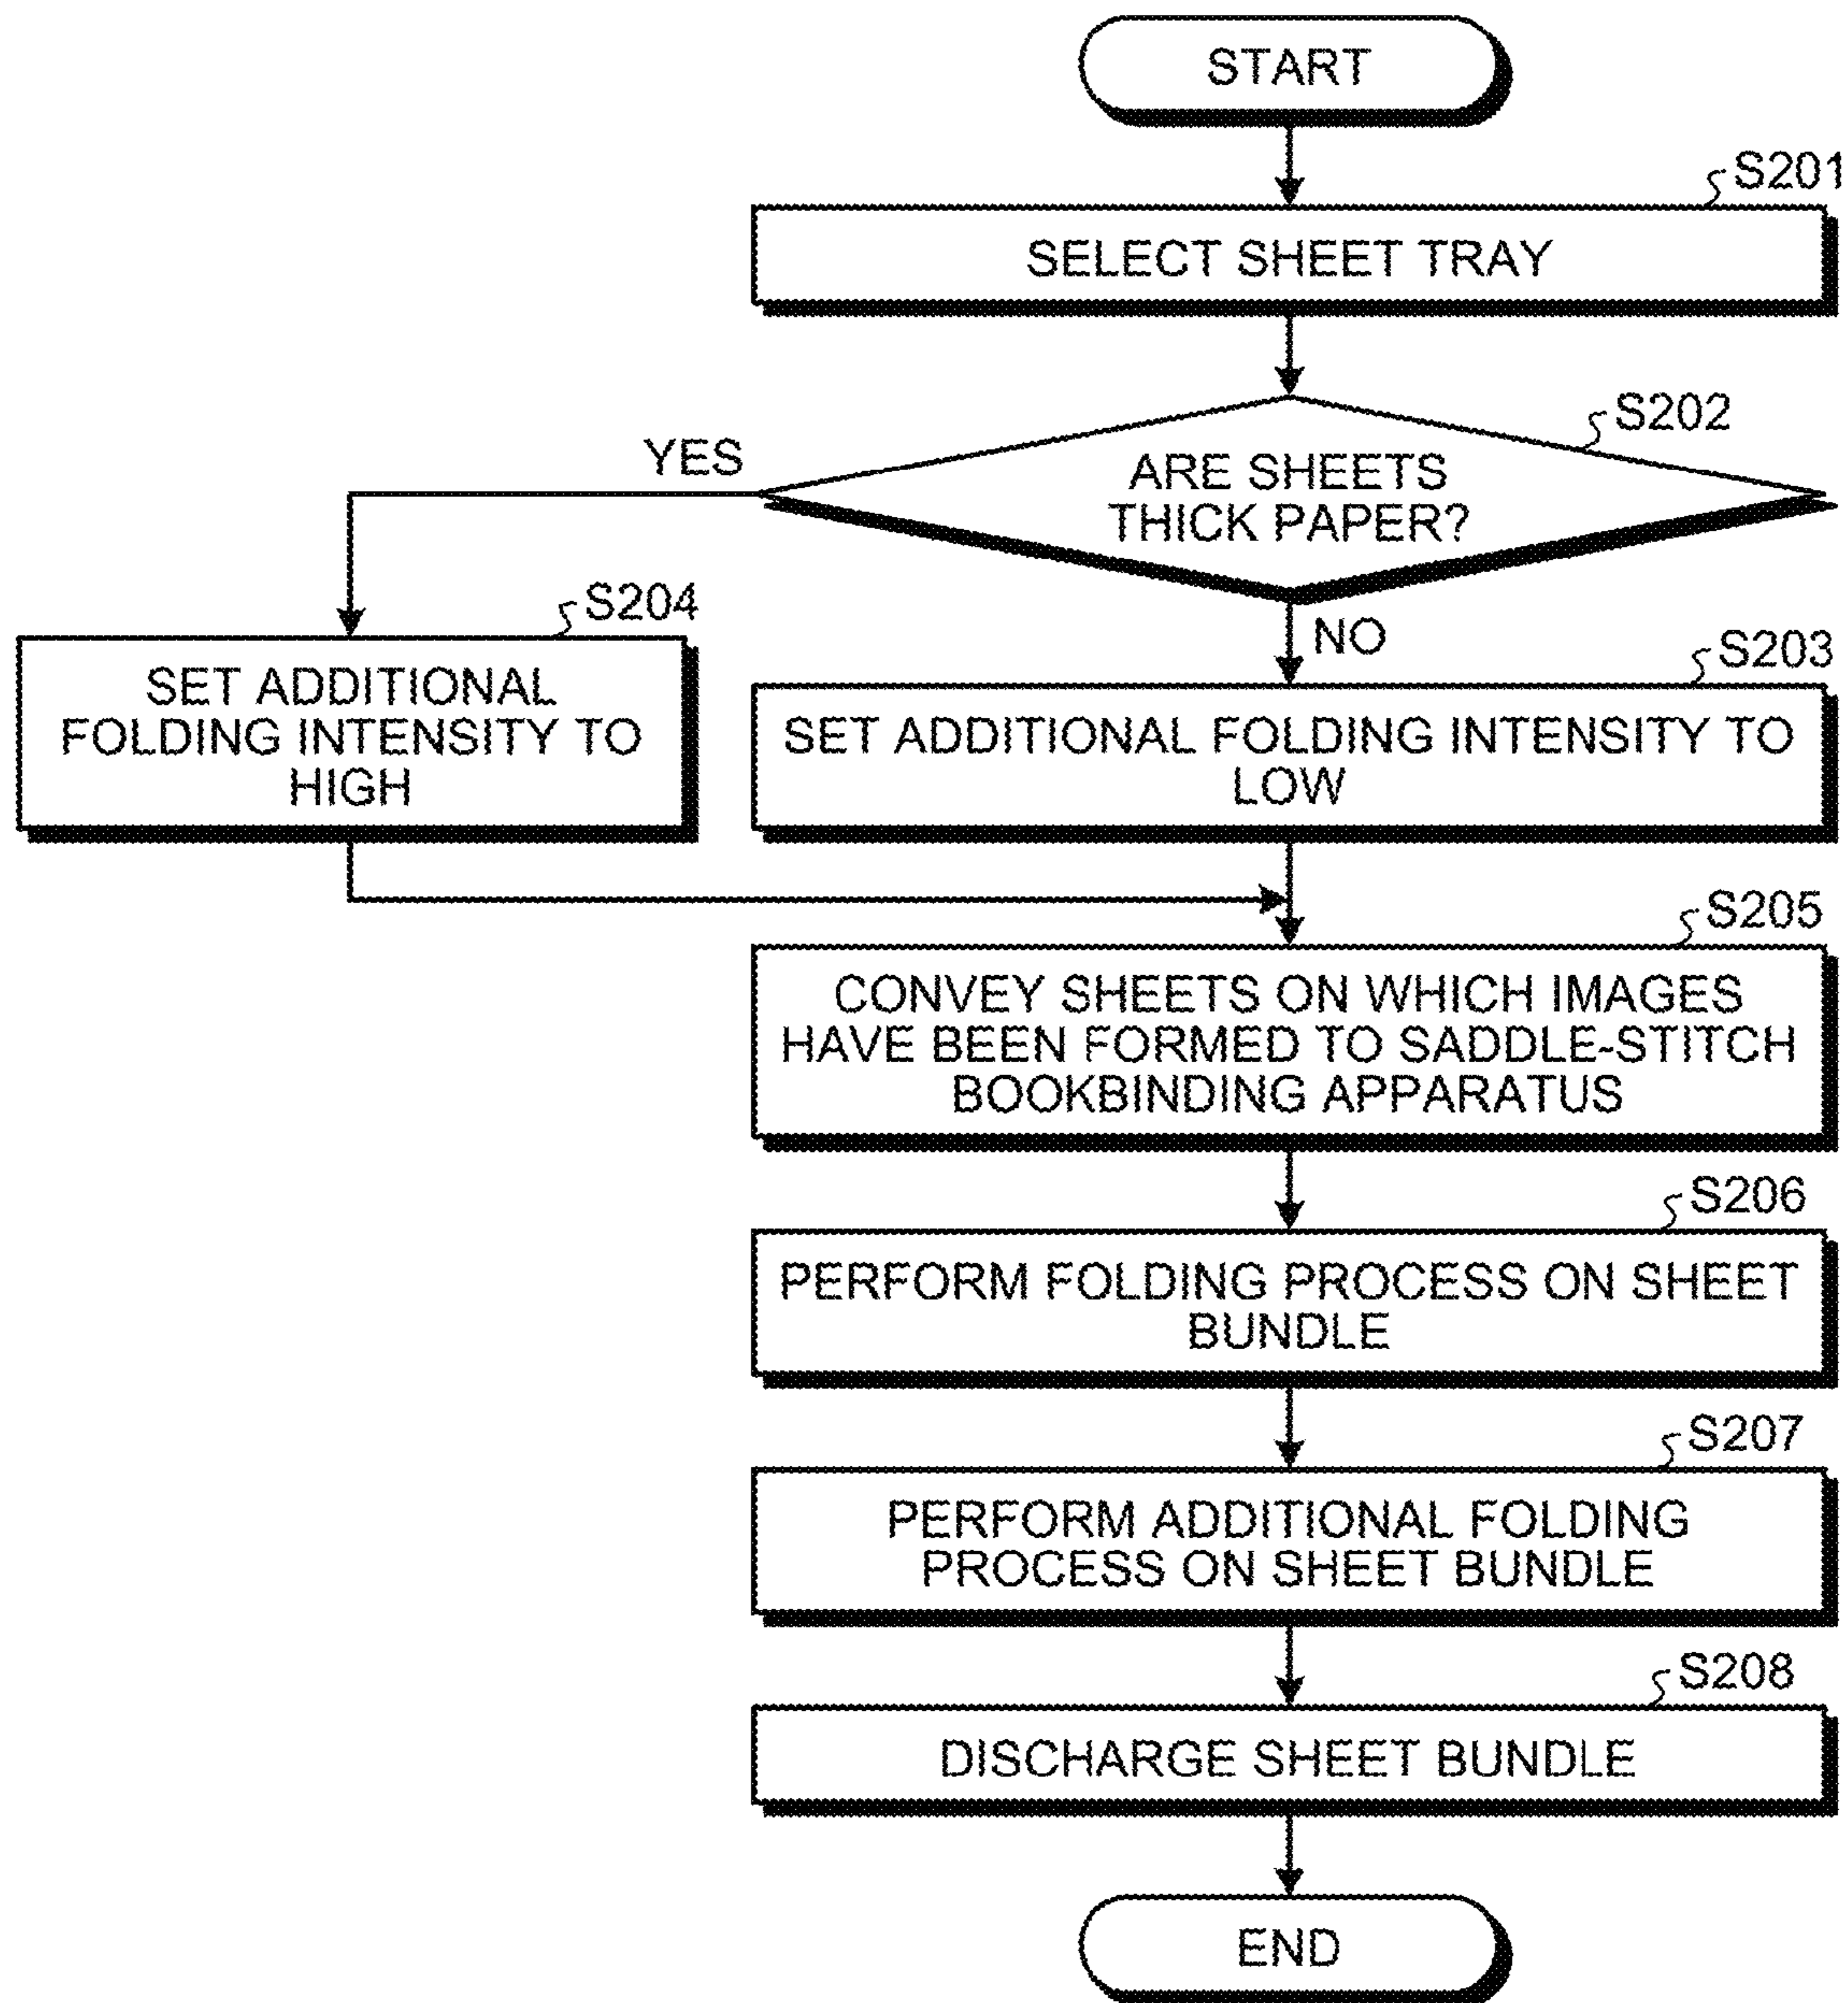 START
S201
SELECT SHEET TRAY
S202
YES
ARE SHEETS
THICK PAPER?
S204
NO
S203
SET ADDITIONAL
FOLDING INTENSITY TO
HIGH
SET ADDITIONAL FOLDING INTENSITY TO
LOW
S205
CONVEY SHEETS ON WHICH IMAGES
HAVE BEEN FORMED TO SADDLE-STITCH
BOOKBINDING APPARATUS
S206
PERFORM FOLDING PROCESS ON SHEET
BUNDLE
S207
PERFORM ADDITIONAL FOLDING
PROCESS ON SHEET BUNDLE
S208
DISCHARGE SHEET BUNDLE
END